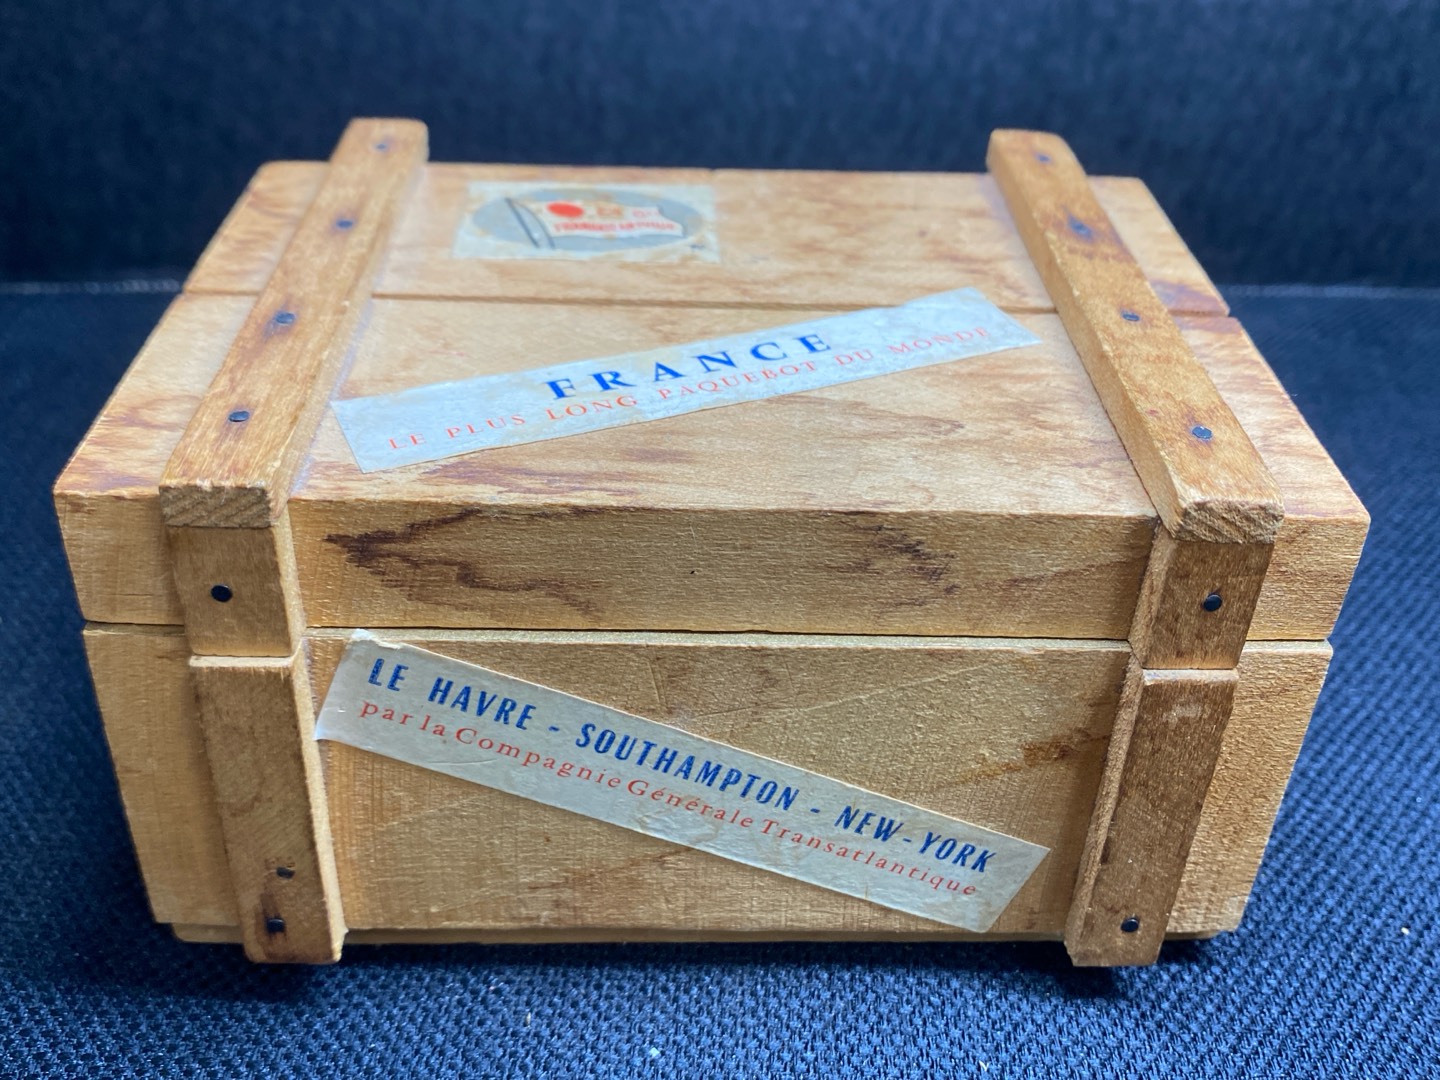 FRANCE
LE PLUS LONG PAQUEBOT DU MONDE
LE HAVRE - SOUTHAMPTON - NEW-YORK
par la Compagnie Générale Transatlantique